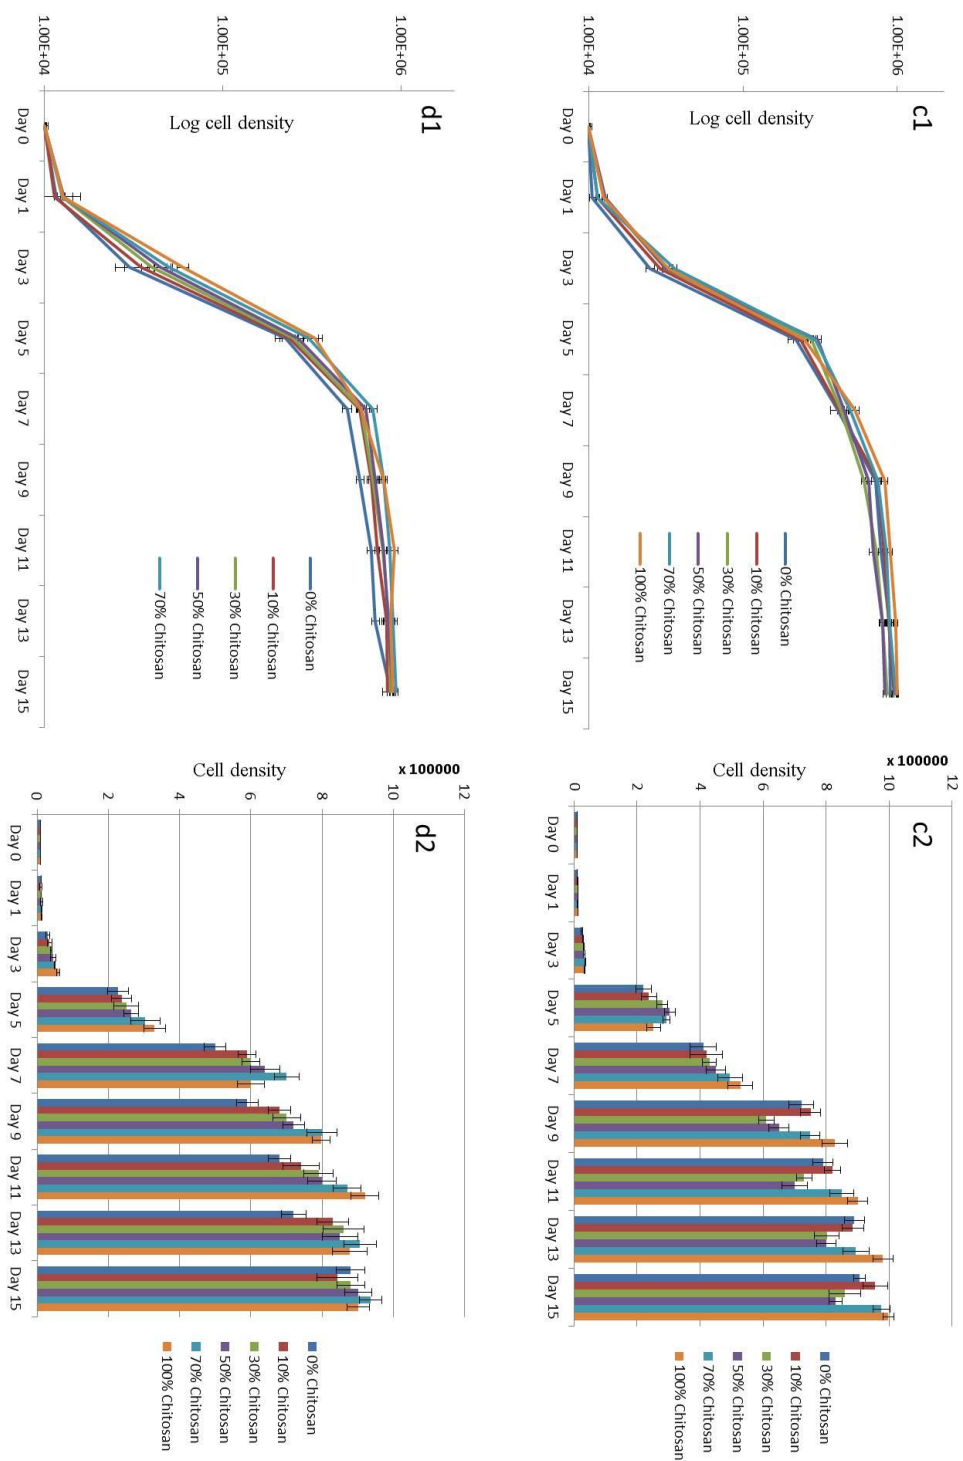 c1
Log cell density
1.00E+06
1.00E+05
1.00E+04
Day 0
Day 1
Day 3
Day 5
Day 7
Day 9
Day 11
Day 13
Day 15
0% Chitosan
10% Chitosan
30% Chitosan
50% Chitosan
70% Chitosan
100% Chitosan
c2
x 100000
Cell density
12
10
8
6
4
2
0
Day 0
Day 1
Day 3
Day 5
Day 7
Day 9
Day 11
Day 13
Day 15
0% Chitosan
10% Chitosan
30% Chitosan
50% Chitosan
70% Chitosan
100% Chitosan
d1
Log cell density
1.00E+06
1.00E+05
1.00E+04
Day 0
Day 1
Day 3
Day 5
Day 7
Day 9
Day 11
Day 13
Day 15
0% Chitosan
10% Chitosan
30% Chitosan
50% Chitosan
70% Chitosan
d2
x 100000
Cell density
12
10
8
6
4
2
0
Day 0
Day 1
Day 3
Day 5
Day 7
Day 9
Day 11
Day 13
Day 15
0% Chitosan
10% Chitosan
30% Chitosan
50% Chitosan
70% Chitosan
100% Chitosan